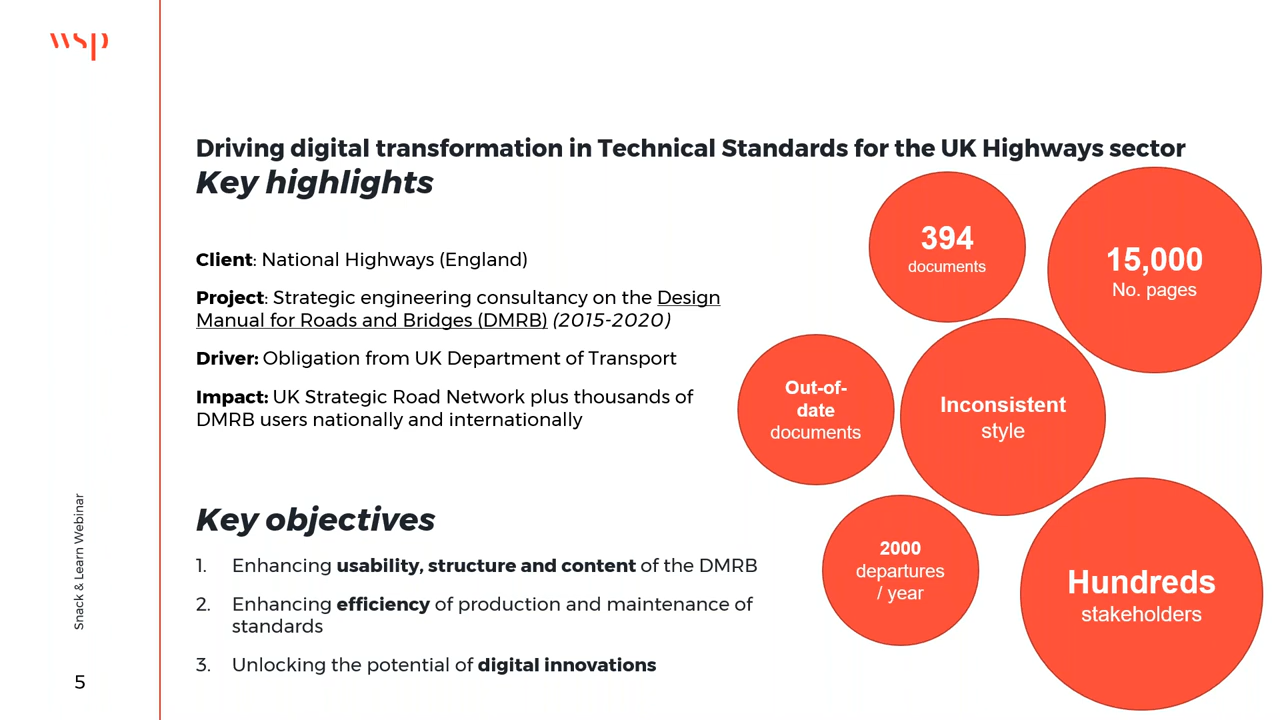 wsp
Driving digital transformation in Technical Standards for the UK Highways sector
Key highlights
Client: National Highways (England)
Project: Strategic engineering consultancy on the Design
Manual for Roads and Bridges (DMRB) (2015-2020)
Driver: Obligation from UK Department of Transport
Impact: UK Strategic Road Network plus thousands of
DMRB users nationally and internationally
Key objectives
1. Enhancing usability, structure and content of the DMRB
2. Enhancing efficiency of production and maintenance of
standards
3. Unlocking the potential of digital innovations
394
documents
15,000
No. pages
Out-of-
date
documents
Inconsistent
style
2000
departures
/ year
Hundreds
stakeholders
Snack & Learn Webinar
5